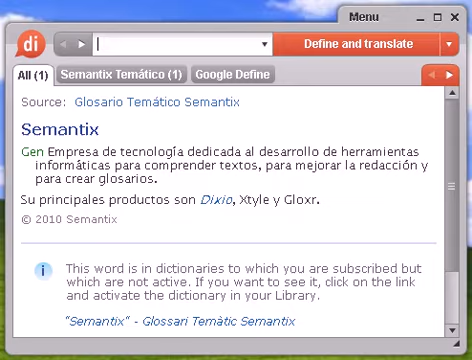 Menu
di
Define and translate
All (1)
Semantix Temático (1)
Google Define
Source: Glosario Temático Semantix
Semantix
Gen Empresa de tecnología dedicada al desarrollo de herramientas
informáticas para comprender textos, para mejorar la redacción y
para crear glosarios.
Su principales productos son Dixio, Xtyle y Gloxr.
© 2010 Semantix
i
This word is in dictionaries to which you are subscribed but
which are not active. If you want to see it, click on the link
and activate the dictionary in your Library.
"Semantix" - Glossari Temàtic Semantix